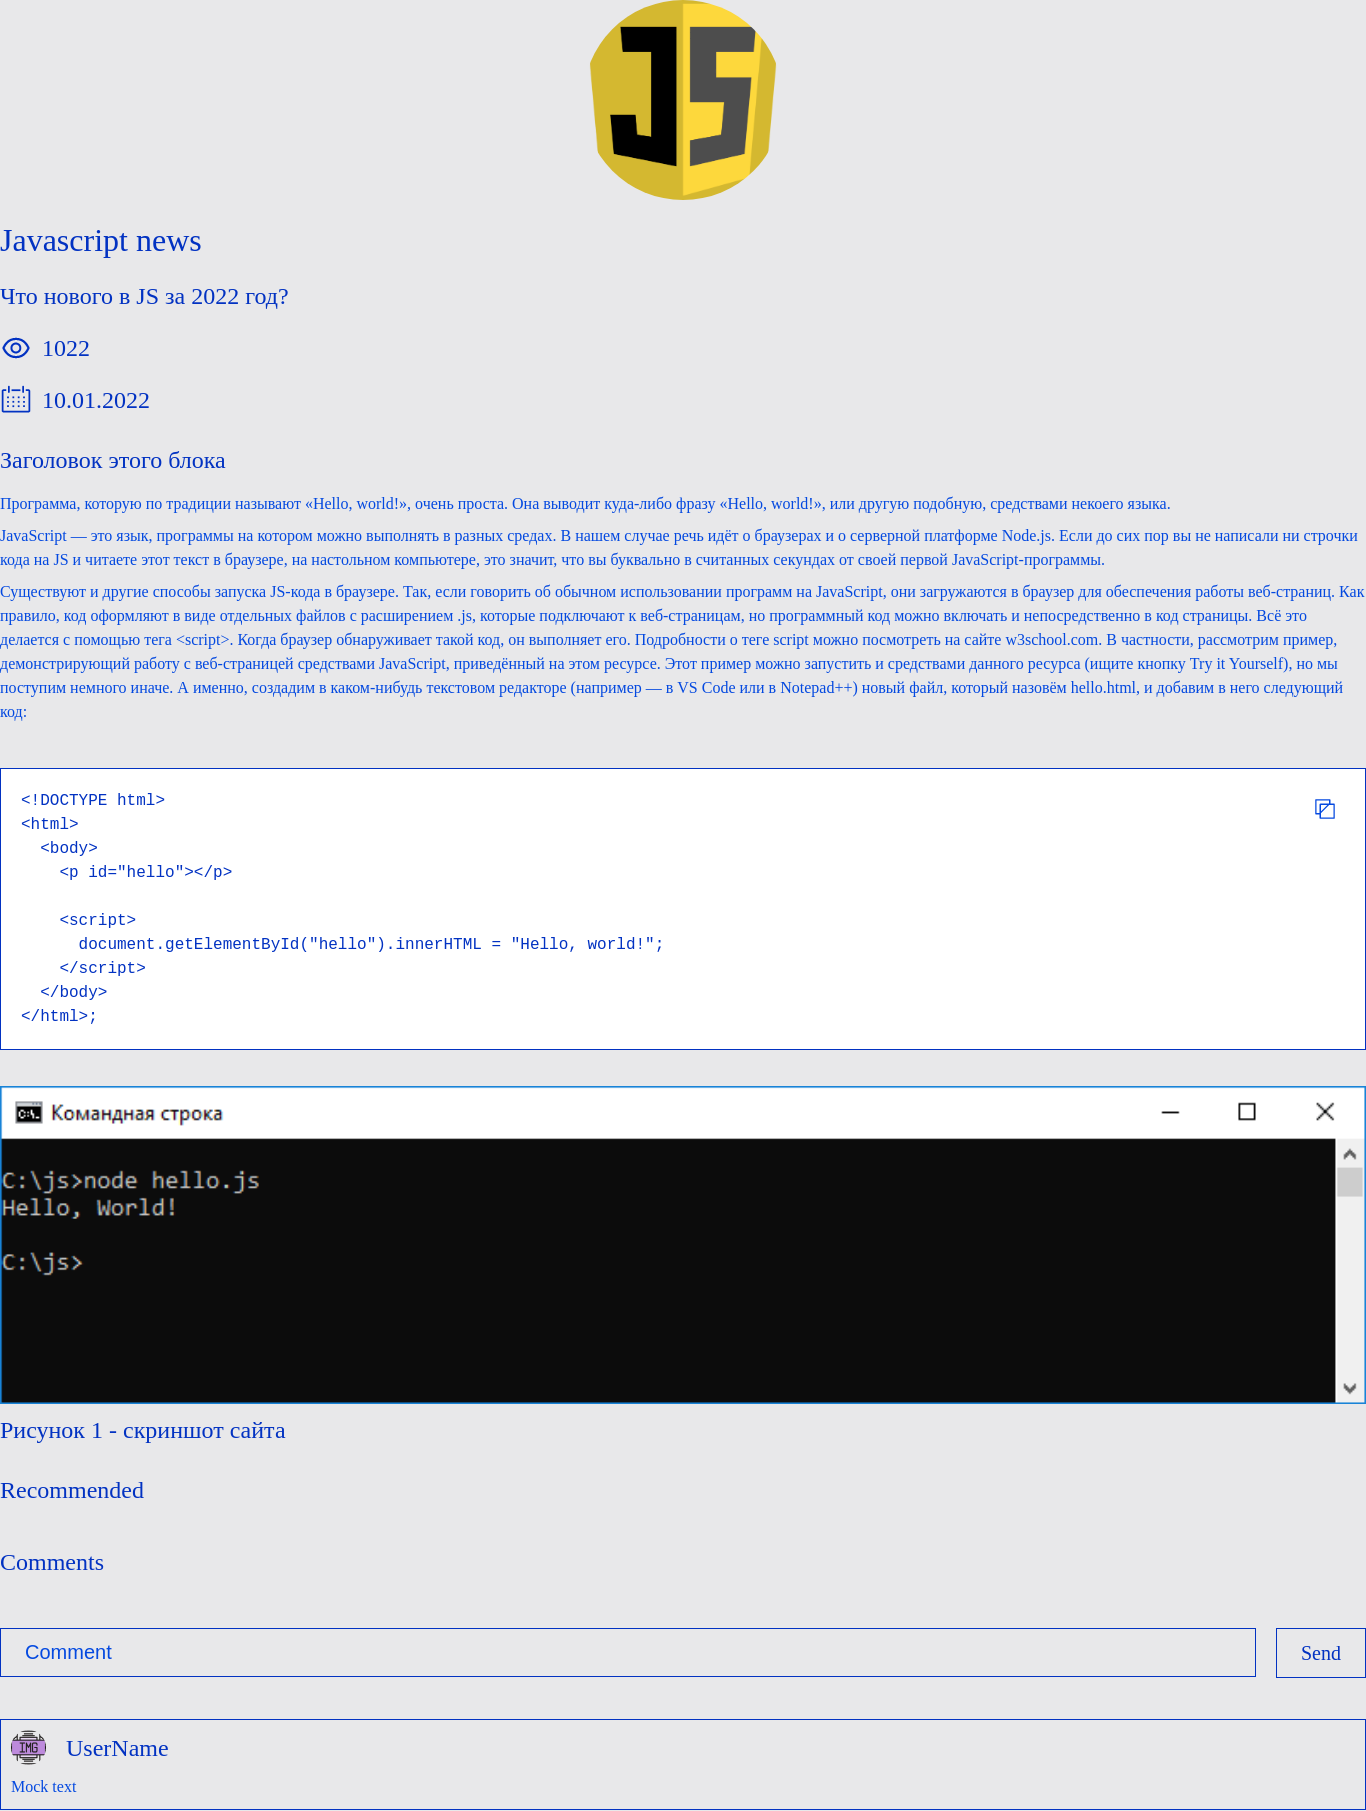 JS
Javascript news
Что нового в JS за 2022 год?
1022
10.01.2022
Заголовок этого блока
Программа, которую по традиции называют «Hello, world!», очень проста. Она выводит куда-либо фразу «Hello, world!», или другую подобную, средствами некоего языка.
JavaScript — это язык, программы на котором можно выполнять в разных средах. В нашем случае речь идёт о браузерах и о серверной платформе Node.js. Если до сих пор вы не написали ни строчки
кода на JS и читаете этот текст в браузере, на настольном компьютере, это значит, что вы буквально в считанных секундах от своей первой JavaScript-программы.
Существуют и другие способы запуска JS-кода в браузере. Так, если говорить об обычном использовании программ на JavaScript, они загружаются в браузер для обеспечения работы веб-страниц. Как
правило, код оформляют в виде отдельных файлов с расширением .js, которые подключают к веб-страницам, но программный код можно включать и непосредственно в код страницы. Всё это
делается с помощью тега <script>. Когда браузер обнаруживает такой код, он выполняет его. Подробности о теге script можно посмотреть на сайте w3school.com. В частности, рассмотрим пример,
демонстрирующий работу с веб-страницей средствами JavaScript, приведённый на этом ресурсе. Этот пример можно запустить и средствами данного ресурса (ищите кнопку Try it Yourself), но мы
поступим немного иначе. А именно, создадим в каком-нибудь текстовом редакторе (например — в VS Code или в Notepad++) новый файл, который назовём hello.html, и добавим в него следующий
код:
<!DOCTYPE html>
<html>
  <body>
    <p id="hello"></p>
    <script>
      document.getElementById("hello").innerHTML = "Hello, world!";
    </script>
  </body>
</html>;
C:\. Командная строка
C:\js>node hello.js
Hello, World!
C:\js>
Рисунок 1 - скриншот сайта
Recommended
Comments
Comment
Send
IMG
UserName
Mock text